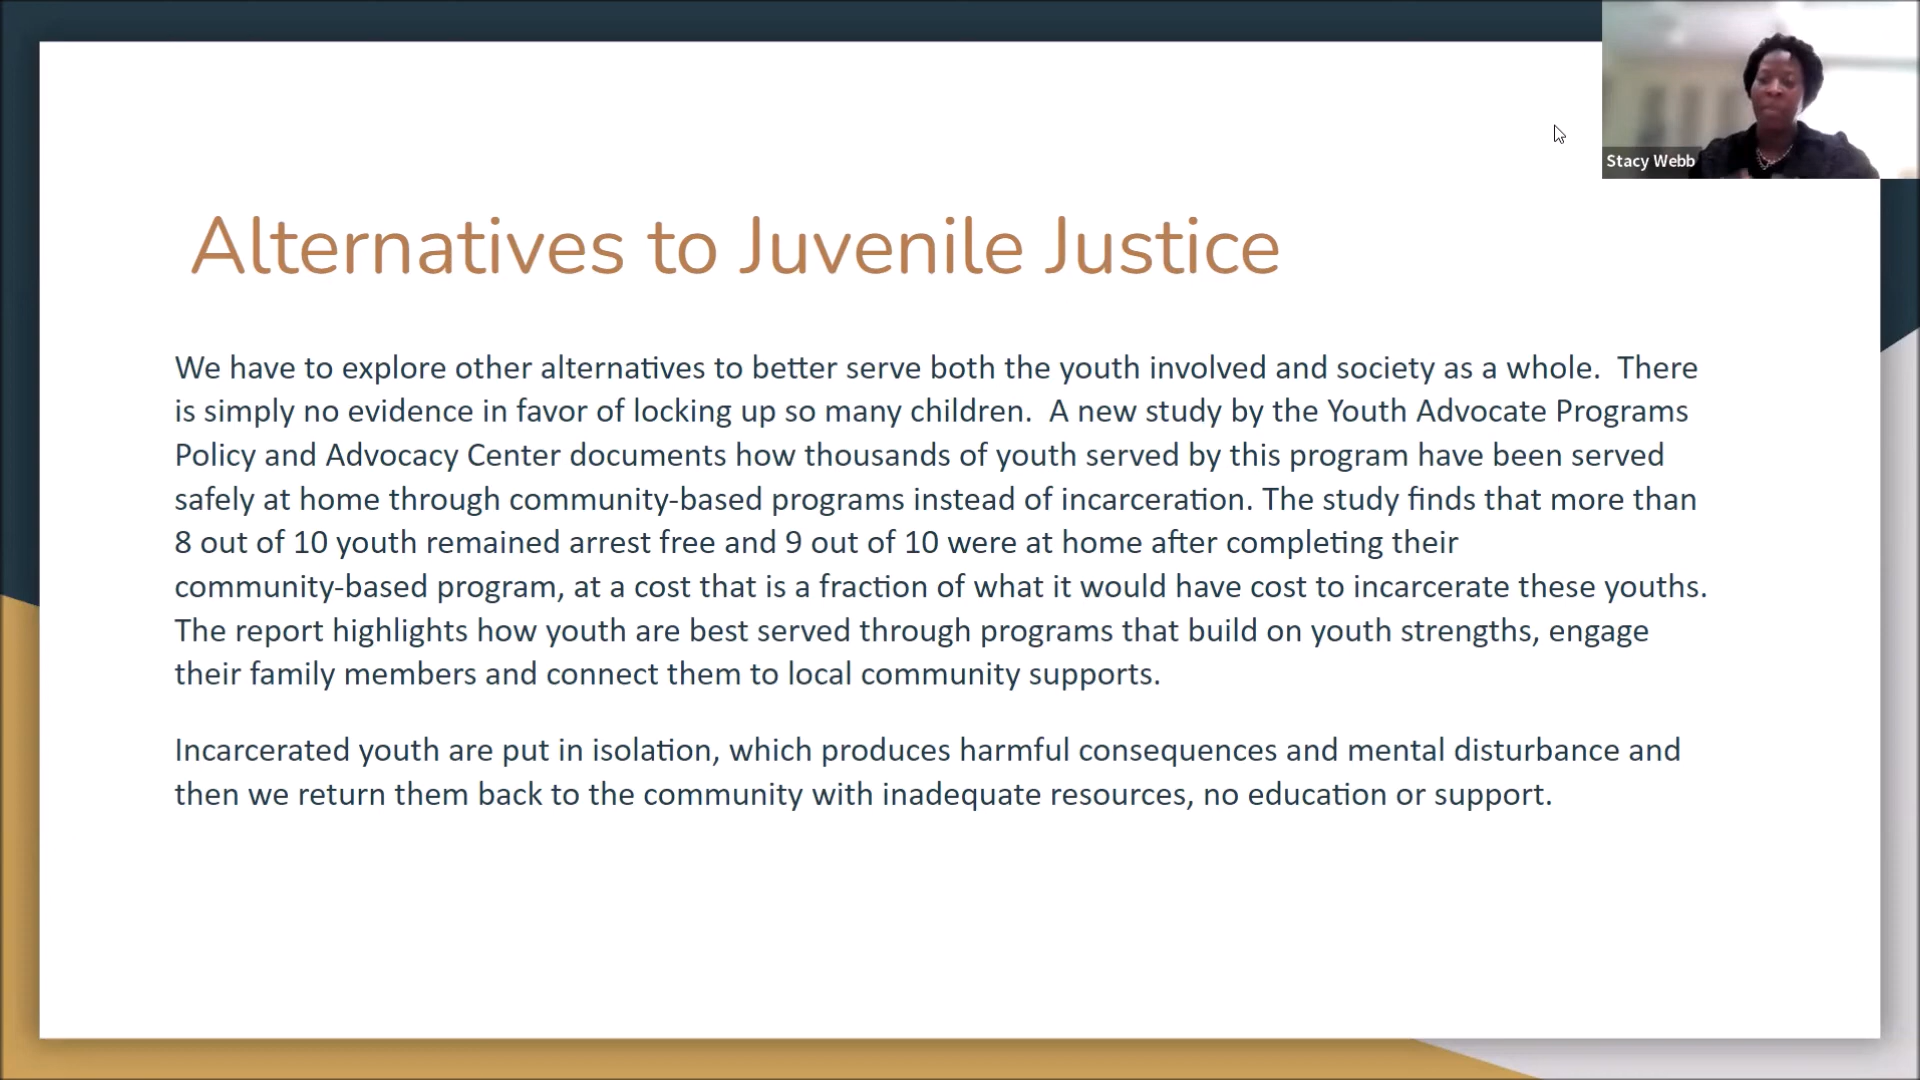 Stacy Webb
Alternatives to Juvenile Justice
We have to explore other alternatives to better serve both the youth involved and society as a whole.  There
is simply no evidence in favor of locking up so many children.  A new study by the Youth Advocate Programs
Policy and Advocacy Center documents how thousands of youth served by this program have been served
safely at home through community-based programs instead of incarceration. The study finds that more than
8 out of 10 youth remained arrest free and 9 out of 10 were at home after completing their
community-based program, at a cost that is a fraction of what it would have cost to incarcerate these youths.
The report highlights how youth are best served through programs that build on youth strengths, engage
their family members and connect them to local community supports.
Incarcerated youth are put in isolation, which produces harmful consequences and mental disturbance and
then we return them back to the community with inadequate resources, no education or support.